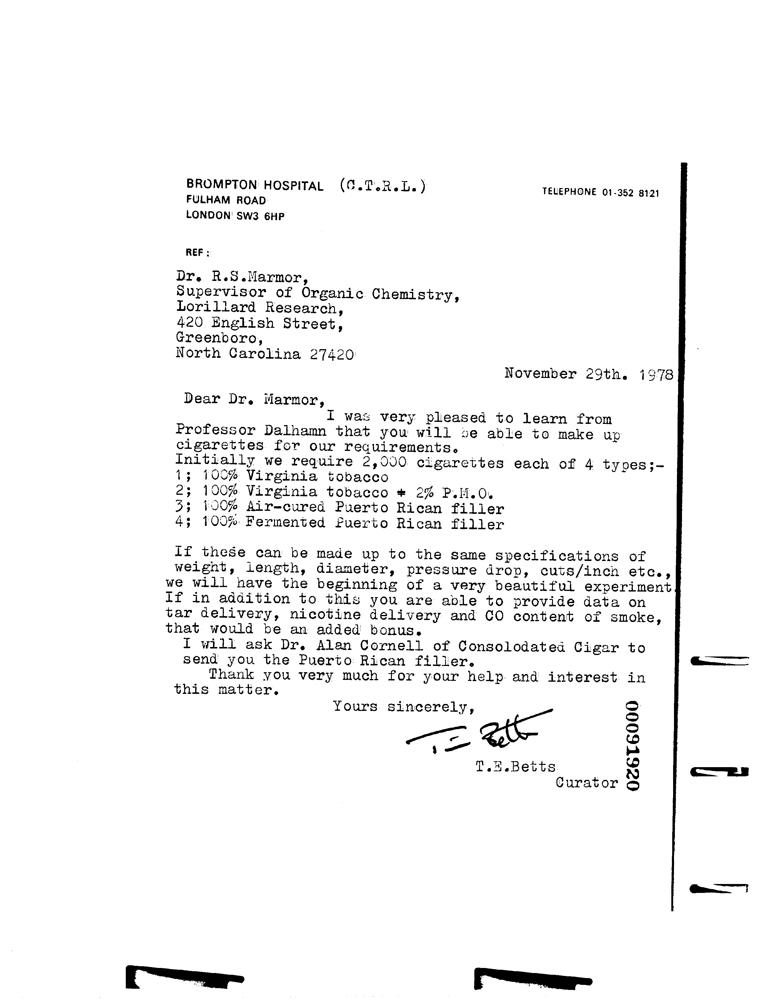 BROMPTON HOSPITAL (C.T.R.L.)
FULHAM ROAD
LONDON SW3 6HP
TELEPHONE 01-352 8121
REF:
Dr. R.S.Marmor,
Supervisor of Organic Chemistry,
Lorillard Research,
420 English Street,
Greenboro,
North Carolina 27420
November 29th. 1978
Dear Dr. Marmor,
I was very pleased to learn from
Professor Dalhamn that you will be able to make up
cigarettes for our requirements.
Initially we require 2,000 cigarettes each of 4 types;-
1; 100% Virginia tobacco
2; 100% Virginia tobacco + 2% P.M.O.
3; 100% Air-cured Puerto Rican filler
4; 100% Fermented Puerto Rican filler
If these can be made up to the same specifications of
weight, length, diameter, pressure drop, cuts/inch etc.,
we will have the beginning of a very beautiful experiment
If in addition to this you are able to provide data on
tar delivery, nicotine delivery and CO content of smoke,
that would be an added bonus.
I will ask Dr. Alan Cornell of Consolodated Cigar to
send you the Puerto Rican filler.
Thank you very much for your help and interest in
this matter.
Yours sincerely,
T E Betts
T.E.Betts
Curator
00091920